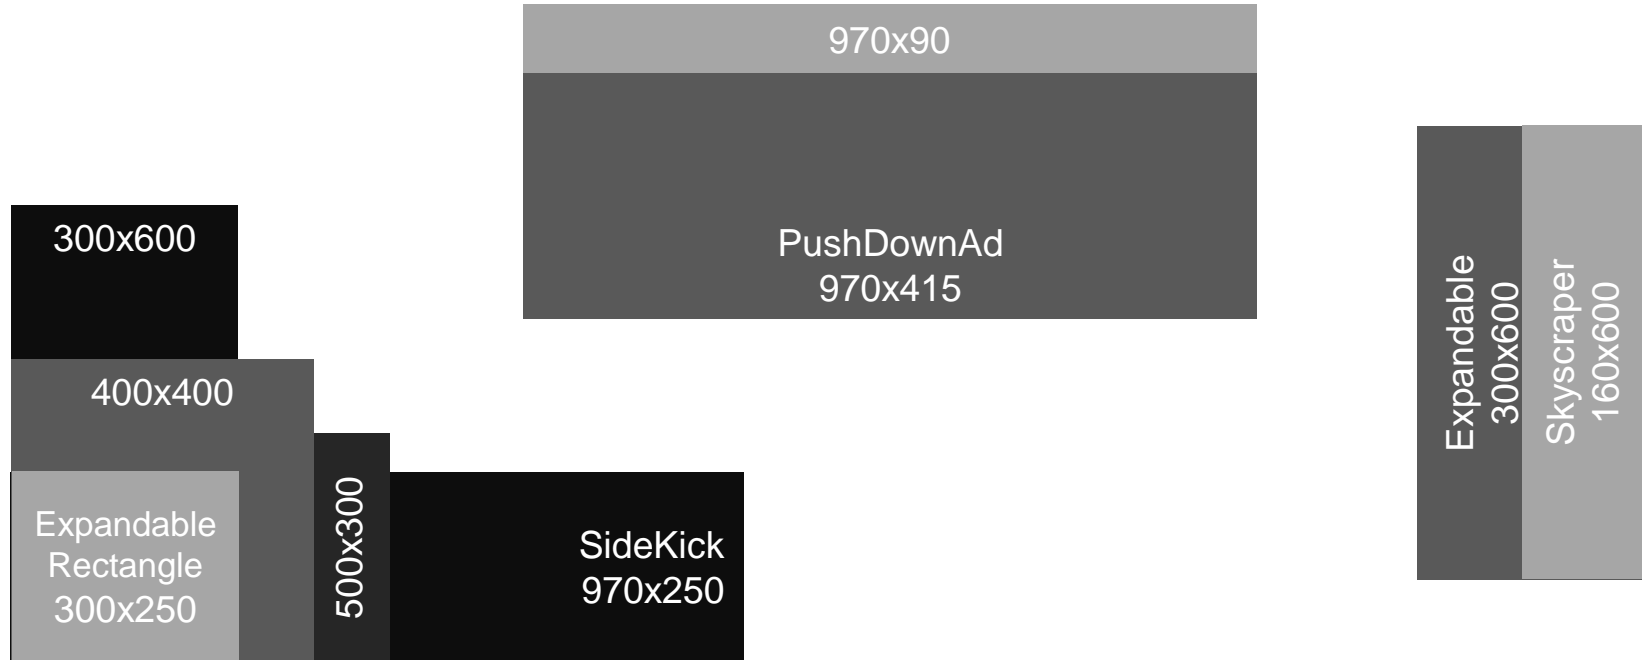 970x90
PushDownAd
970x415
300x600
400x400
Expandable
Rectangle
300x250
500x300
SideKick
970x250
Expandable
300x600
Skyscraper
160x600